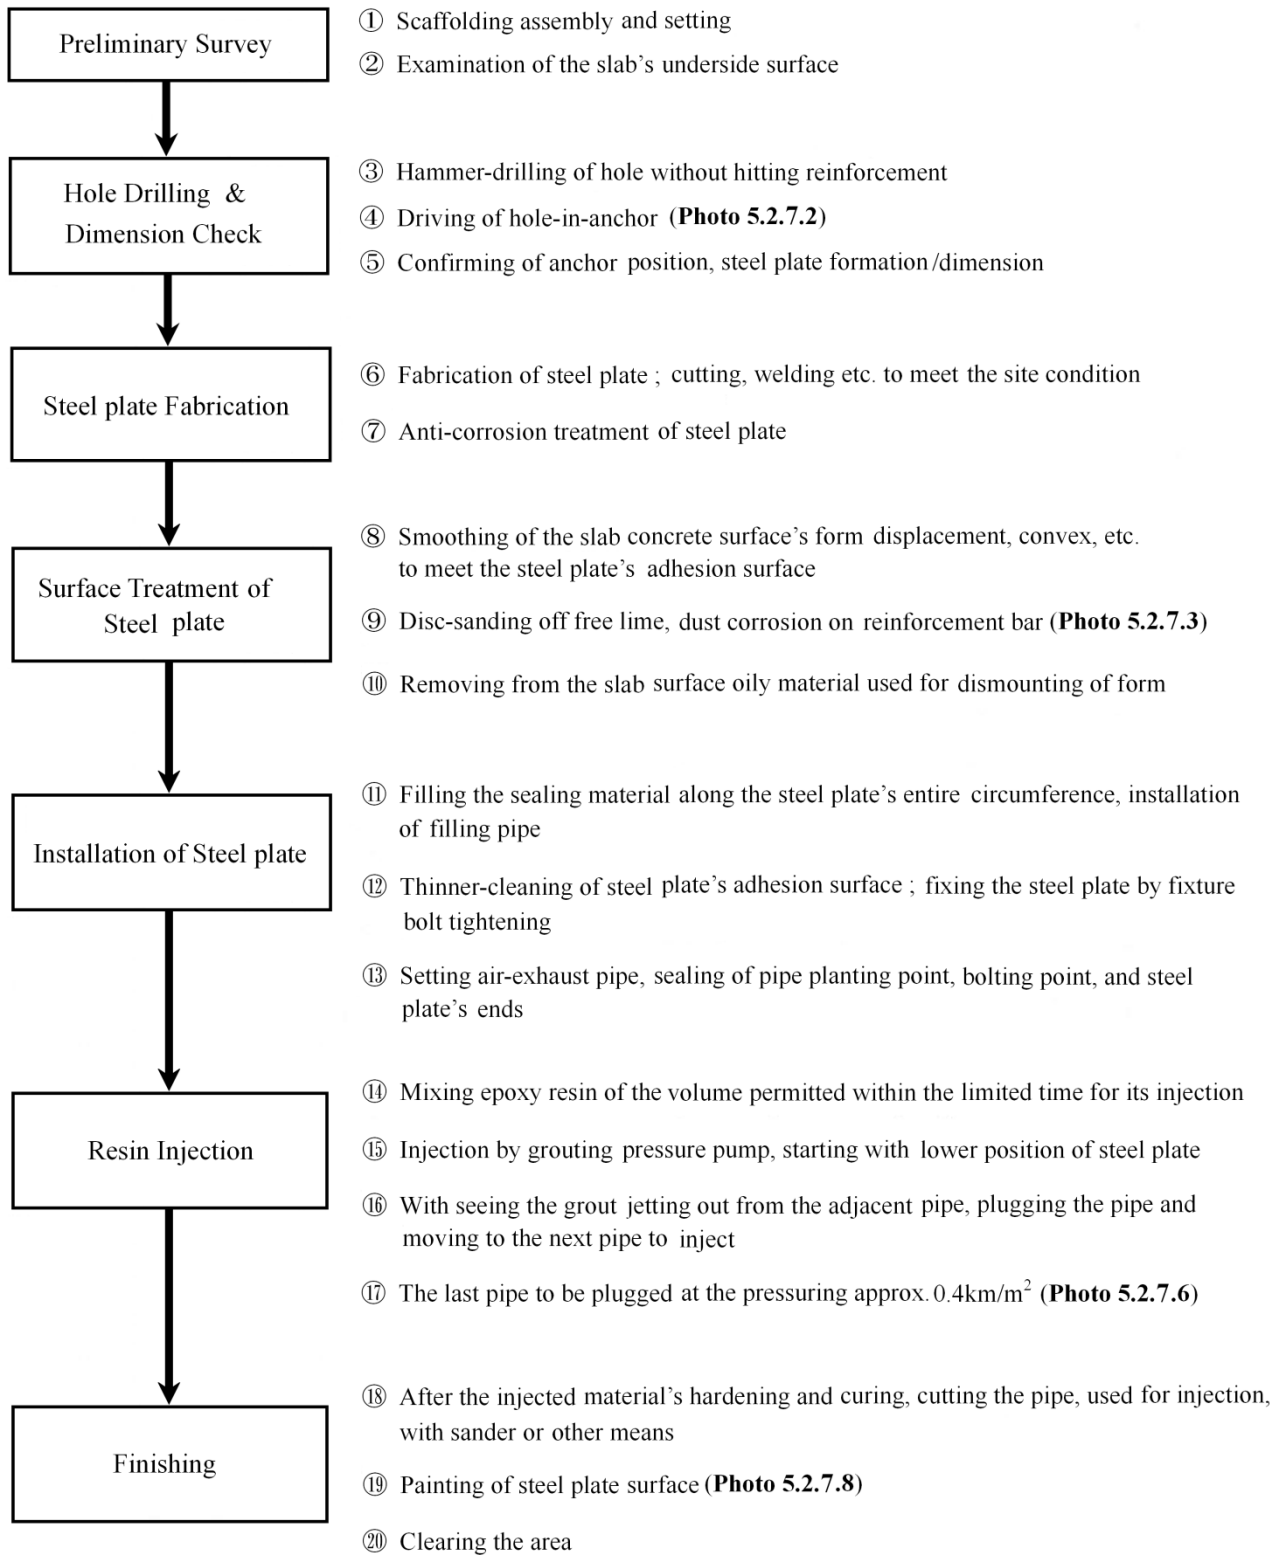 Preliminary Survey
① Scaffolding assembly and setting
② Examination of the slab's underside surface
Hole Drilling &
Dimension Check
③ Hammer-drilling of hole without hitting reinforcement
④ Driving of hole-in-anchor (Photo 5.2.7.2)
⑤ Confirming of anchor position, steel plate formation/dimension
Steel plate Fabrication
⑥ Fabrication of steel plate ; cutting, welding etc. to meet the site condition
⑦ Anti-corrosion treatment of steel plate
Surface Treatment of
Steel plate
⑧ Smoothing of the slab concrete surface's form displacement, convex, etc.
to meet the steel plate's adhesion surface
⑨ Disc-sanding off free lime, dust corrosion on reinforcement bar (Photo 5.2.7.3)
⑩ Removing from the slab surface oily material used for dismounting of form
Installation of Steel plate
⑪ Filling the sealing material along the steel plate's entire circumference, installation
of filling pipe
⑫ Thinner-cleaning of steel plate's adhesion surface ; fixing the steel plate by fixture
bolt tightening
⑬ Setting air-exhaust pipe, sealing of pipe planting point, bolting point, and steel
plate's ends
Resin Injection
⑭ Mixing epoxy resin of the volume permitted within the limited time for its injection
⑮ Injection by grouting pressure pump, starting with lower position of steel plate
⑯ With seeing the grout jetting out from the adjacent pipe, plugging the pipe and
moving to the next pipe to inject
⑰ The last pipe to be plugged at the pressuring approx. 0.4km/m² (Photo 5.2.7.6)
Finishing
⑱ After the injected material's hardening and curing, cutting the pipe, used for injection,
with sander or other means
⑲ Painting of steel plate surface (Photo 5.2.7.8)
⑳ Clearing the area